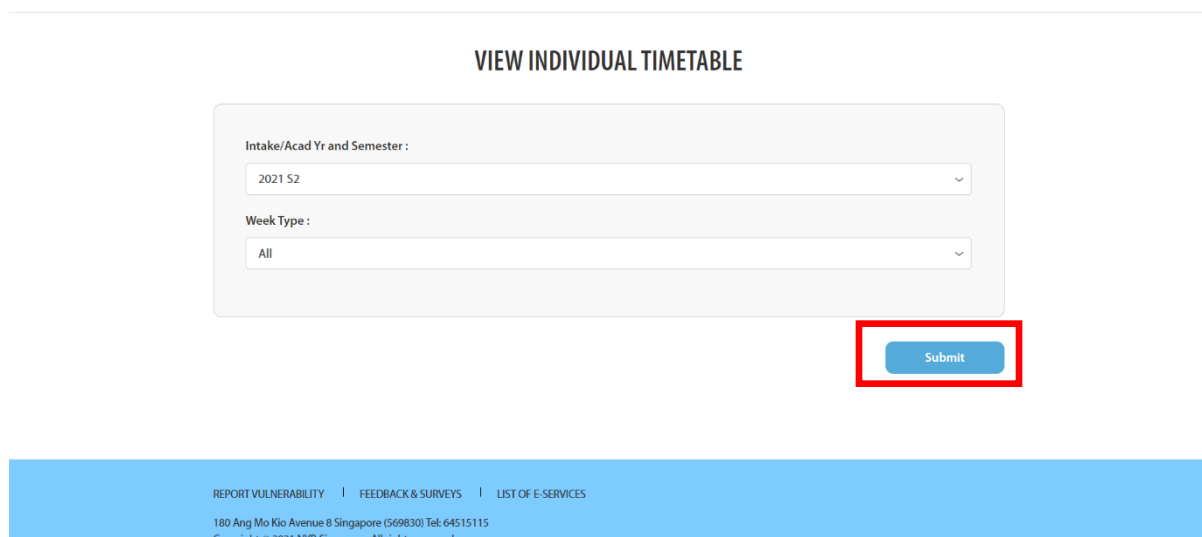 VIEW INDIVIDUAL TIMETABLE
Intake/Acad Yr and Semester :
2021 S2
Week Type :
All
Submit
REPORT VULNERABILITY | FEEDBACK & SURVEYS | LIST OF E-SERVICES
180 Ang Mo Kio Avenue 8 Singapore (569830) Tel: 64515115